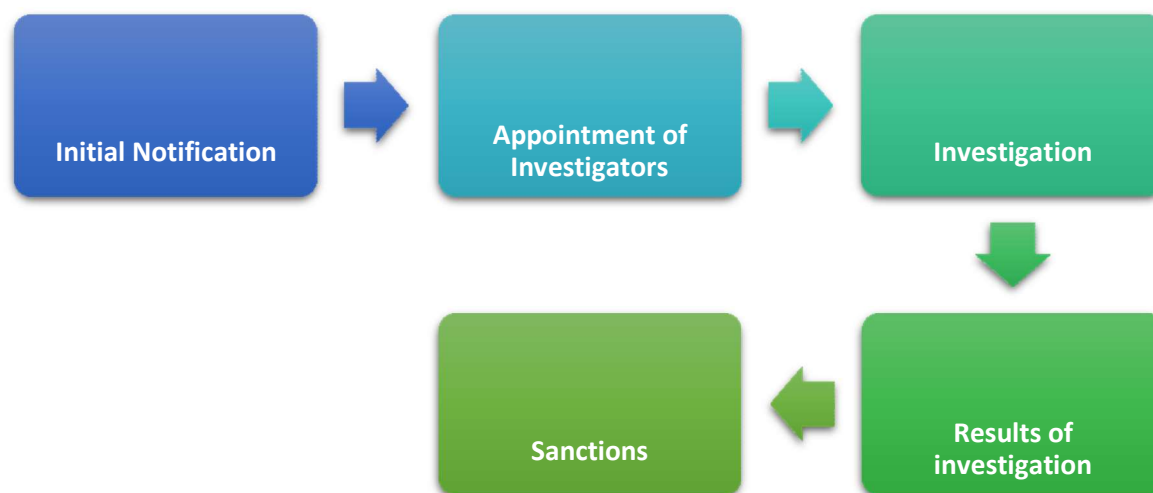 Initial Notification
Appointment of
Investigators
Investigation
Results of
investigation
Sanctions